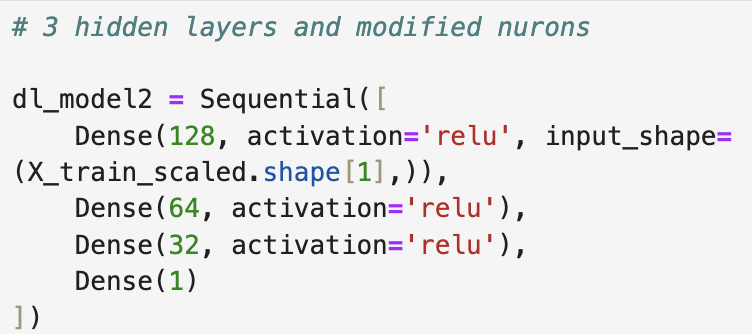 # 3 hidden layers and modified nurons
dl_model2 = Sequential([
    Dense(128, activation='relu', input_shape=
(X_train_scaled.shape[1],)),
    Dense(64, activation='relu'),
    Dense(32, activation='relu'),
    Dense(1)
])